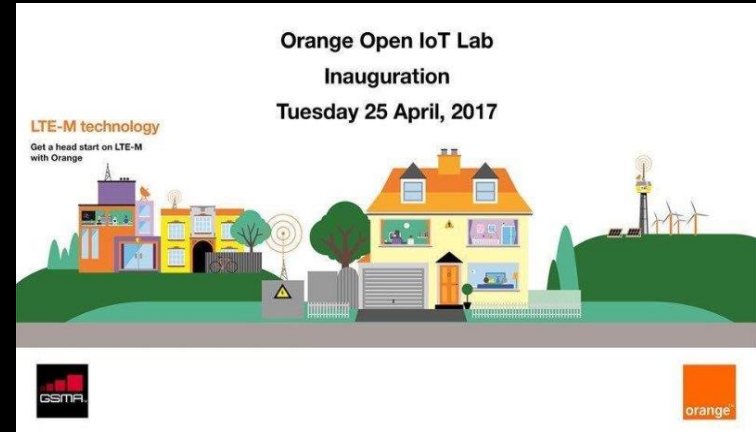 Orange Open IoT Lab
Inauguration
Tuesday 25 April, 2017
LTE-M technology
Get a head start on LTE-M
with Orange
GSMA
orange™